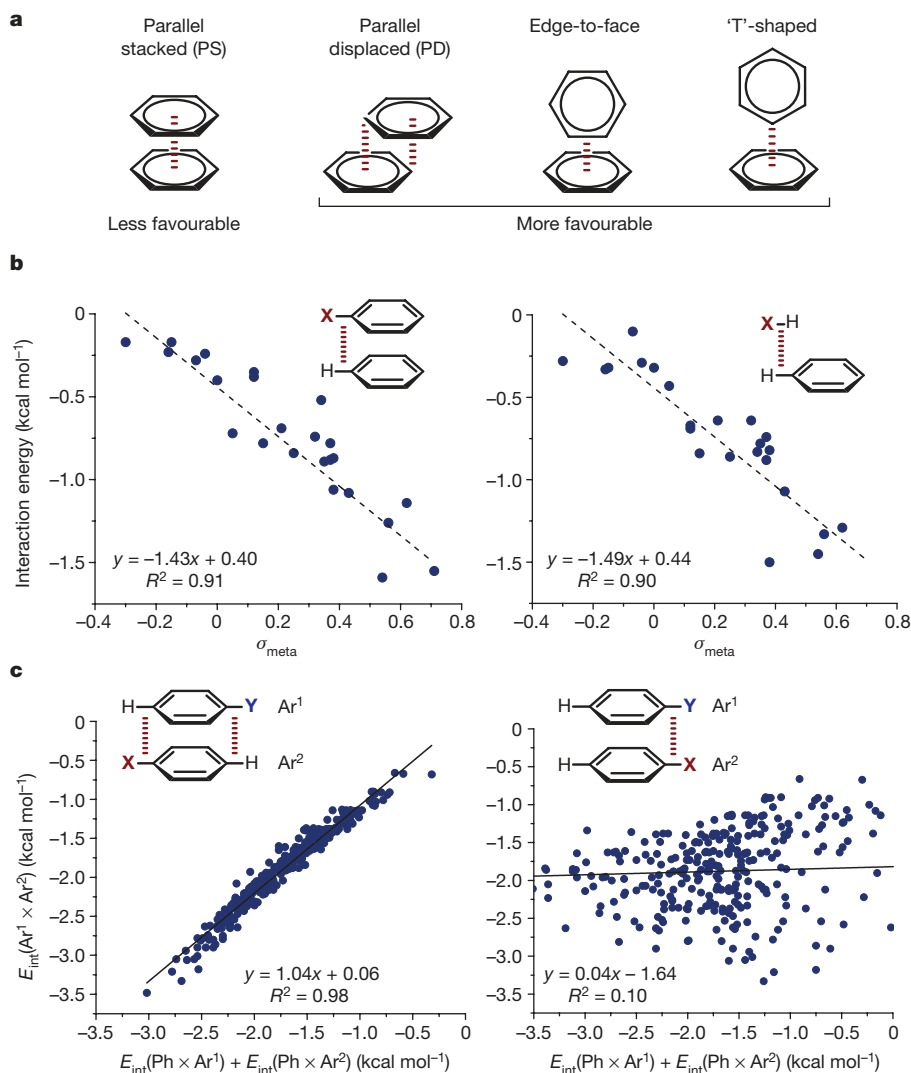 a
Parallel
stacked (PS)
Parallel
displaced (PD)
Edge-to-face
‘T’-shaped
Less favourable
More favourable
b
Interaction energy (kcal mol⁻¹)
0
−0.5
−1.0
−1.5
−0.4
−0.2
0
0.2
0.4
0.6
0.8
σmeta
X
H
y = −1.43x + 0.40
R² = 0.91
0
−0.5
−1.0
−1.5
−0.4
−0.2
0
0.2
0.4
0.6
0.8
σmeta
X H
H
y = −1.49x + 0.44
R² = 0.90
c
Eint(Ar¹ × Ar²) (kcal mol⁻¹)
0
−0.5
−1.0
−1.5
−2.0
−2.5
−3.0
−3.5
−3.5
−3.0
−2.5
−2.0
−1.5
−1.0
−0.5
0
Eint(Ph × Ar¹) + Eint(Ph × Ar²) (kcal mol⁻¹)
H Y Ar¹
X H Ar²
y = 1.04x + 0.06
R² = 0.98
0
−0.5
−1.0
−1.5
−2.0
−2.5
−3.0
−3.5
−3.5
−3.0
−2.5
−2.0
−1.5
−1.0
−0.5
0
Eint(Ph × Ar¹) + Eint(Ph × Ar²) (kcal mol⁻¹)
H Y Ar¹
H X Ar²
y = 0.04x − 1.64
R² = 0.10